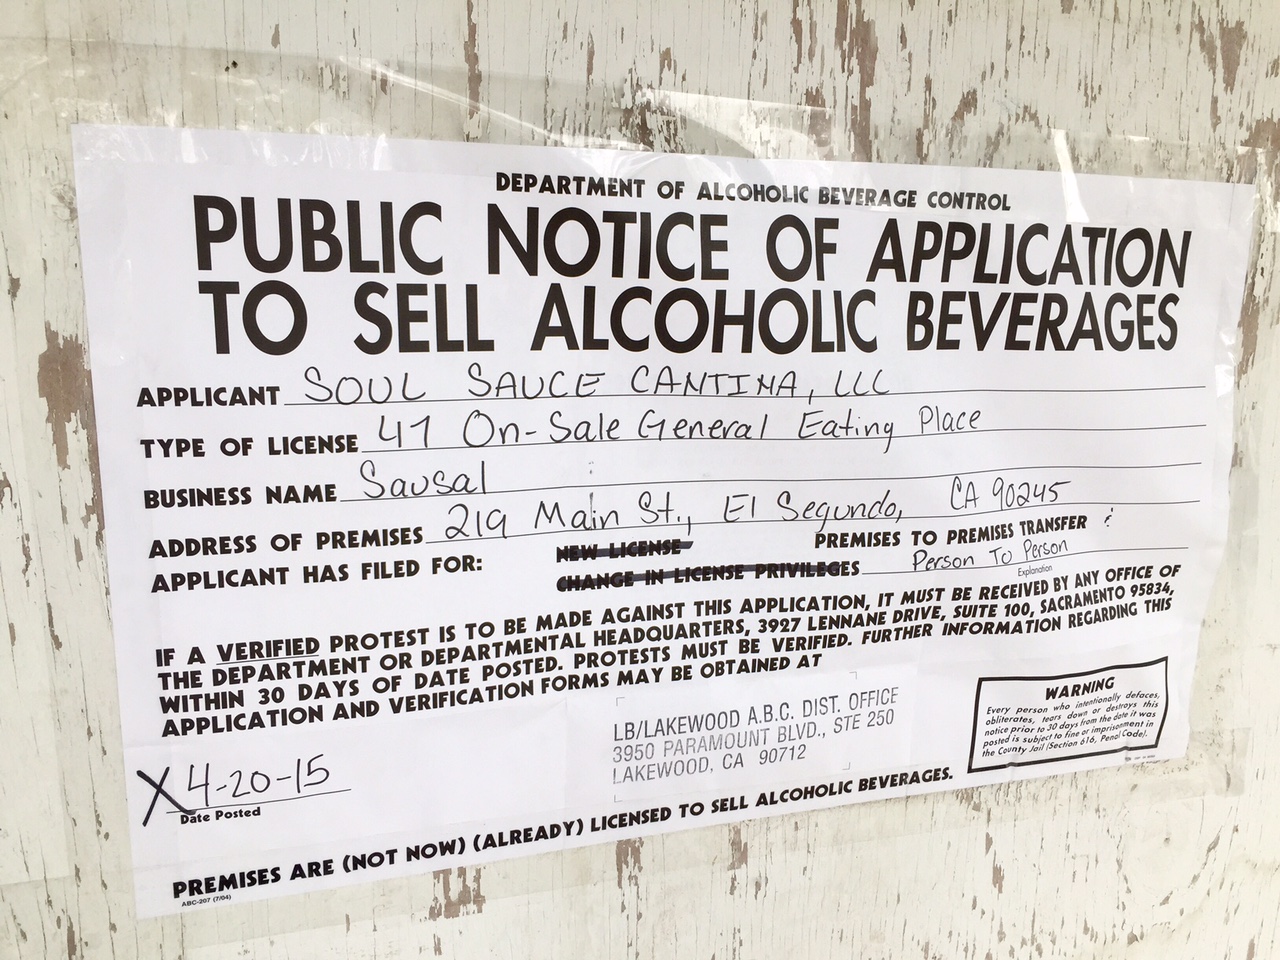 DEPARTMENT OF ALCOHOLIC BEVERAGE CONTROL
PUBLIC NOTICE OF APPLICATION
TO SELL ALCOHOLIC BEVERAGES
APPLICANT SOUL SAUCE CANTINA, LLC
TYPE OF LICENSE 47 On-Sale General Eating Place
BUSINESS NAME Sausal
ADDRESS OF PREMISES 219 Main St., El Segundo, CA 90245
APPLICANT HAS FILED FOR: NEW LICENSE PREMISES TO PREMISES TRANSFER
CHANGE IN LICENSE PRIVILEGES Person To Person
Explanation
IF A VERIFIED PROTEST IS TO BE MADE AGAINST THIS APPLICATION, IT MUST BE RECEIVED BY ANY OFFICE OF
THE DEPARTMENT OR DEPARTMENTAL HEADQUARTERS, 3927 LENNANE DRIVE, SUITE 100, SACRAMENTO 95834,
WITHIN 30 DAYS OF DATE POSTED. PROTESTS MUST BE VERIFIED. FURTHER INFORMATION REGARDING THIS
APPLICATION AND VERIFICATION FORMS MAY BE OBTAINED AT
LB/LAKEWOOD A.B.C. DIST. OFFICE
3950 PARAMOUNT BLVD., STE 250
LAKEWOOD, CA 90712
WARNING
Every person who intentionally defaces,
obliterates, tears down or destroys this
notice prior to 30 days from the date it was
posted is subject to fine or imprisonment in
the County Jail (Section 616, Penal Code).
X 4-20-15
Date Posted
PREMISES ARE (NOT NOW) (ALREADY) LICENSED TO SELL ALCOHOLIC BEVERAGES.
ABC-207 (7/04)